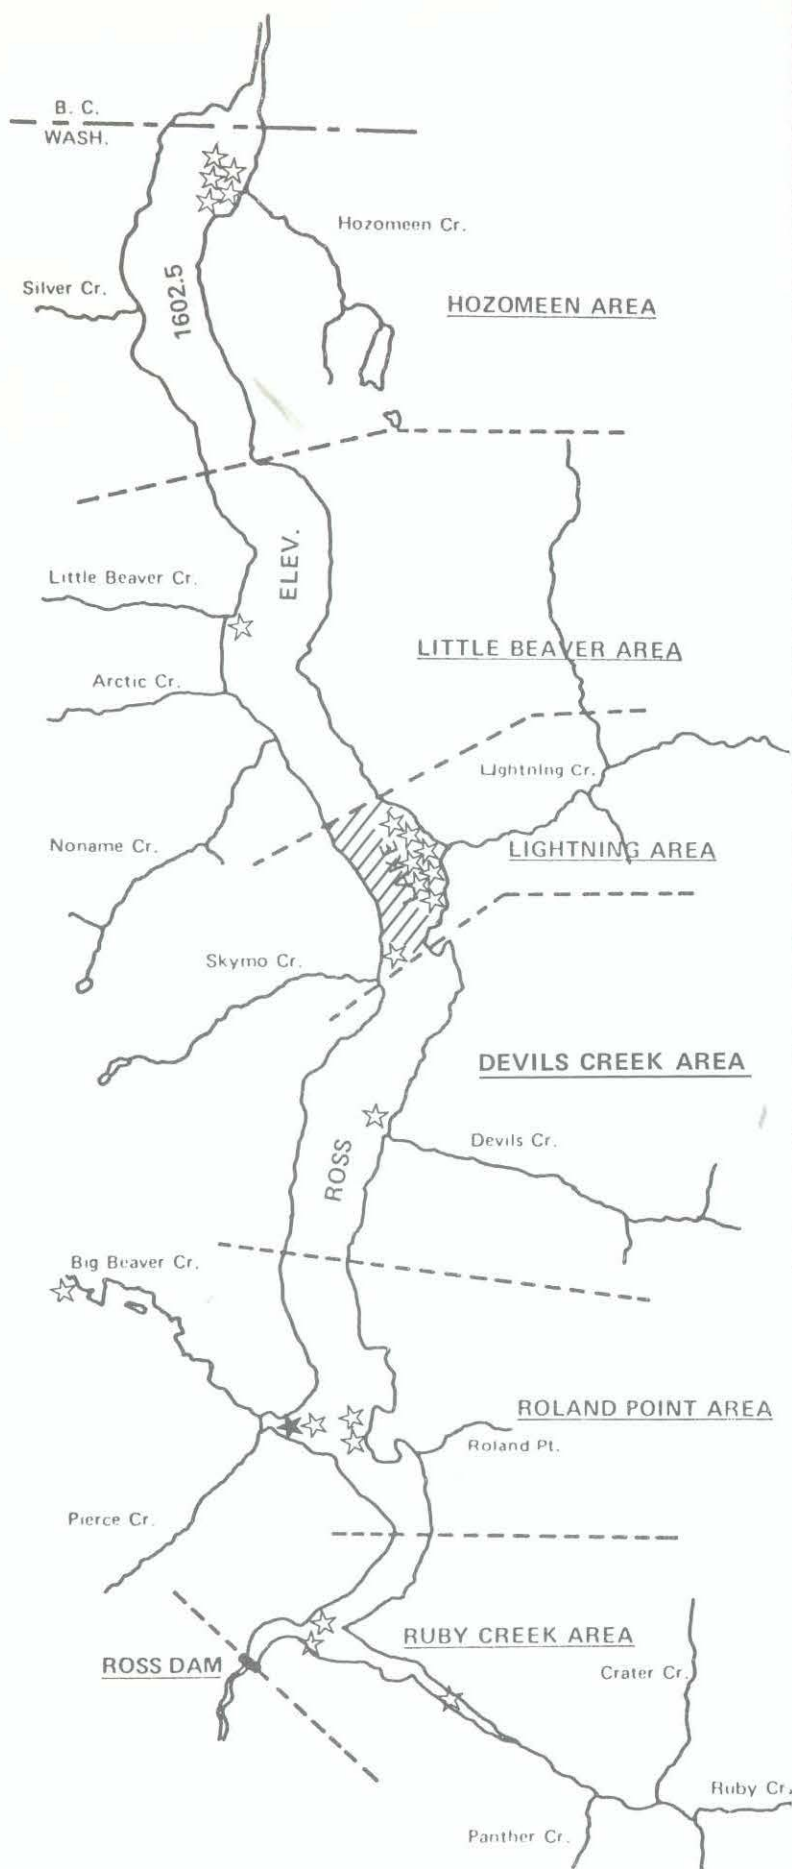 B. C.
WASH.
Hozomeen Cr.
Silver Cr.
1602.5
HOZOMEEN AREA
ELEV.
Little Beaver Cr.
LITTLE BEAVER AREA
Arctic Cr.
Lightning Cr.
Noname Cr.
LIGHTNING AREA
Skymo Cr.
DEVILS CREEK AREA
Devils Cr.
ROSS
Big Beaver Cr.
ROLAND POINT AREA
Roland Pt.
Pierce Cr.
RUBY CREEK AREA
ROSS DAM
Crater Cr.
Ruby Cr.
Panther Cr.